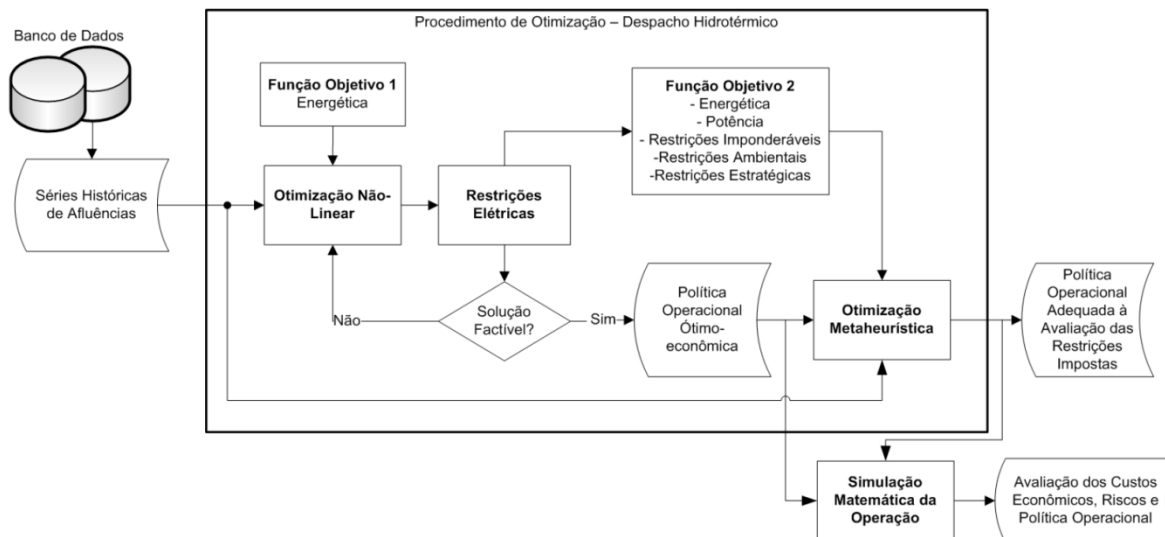 Procedimento de Otimização – Despacho Hidrotérmico
Banco de Dados
Função Objetivo 1
Energética
Função Objetivo 2
- Energética
- Potência
- Restrições Imponderáveis
-Restrições Ambientais
-Restrições Estratégicas
Séries Históricas
de Afluências
Otimização Não-
Linear
Restrições
Elétricas
Não
Solução
Factível?
Sim
Política
Operacional
Ótimo-
econômica
Otimização
Metaheurística
Política
Operacional
Adequada à
Avaliação das
Restrições
Impostas
Simulação
Matemática da
Operação
Avaliação dos Custos
Econômicos, Riscos e
Política Operacional